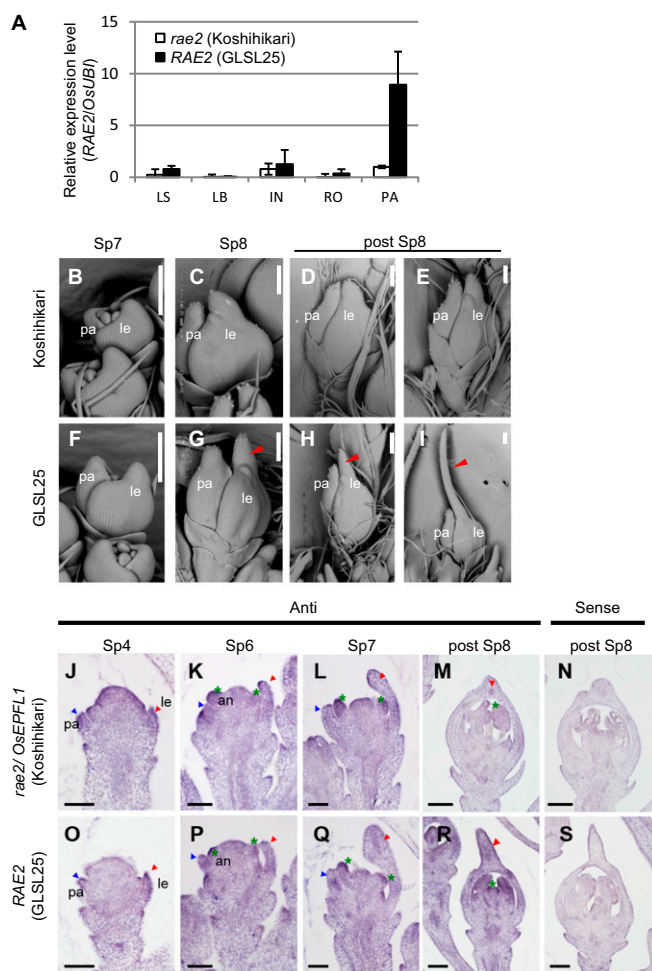 A
Relative expression level
(RAE2/OsUBI)
15
10
5
0
rae2 (Koshihikari)
RAE2 (GLSL25)
LS LB IN RO PA
Sp7 Sp8 post Sp8
Koshihikari
B pa le
C pa le
D pa le
E pa le
GLSL25
F pa le
G pa le
H pa le
I pa le
Anti Sense
Sp4 Sp6 Sp7 post Sp8 post Sp8
rae2/ OsEPFL1
(Koshihikari)
J pa le
K an
L
M
N
RAE2
(GLSL25)
O pa le
P an
Q
R
S